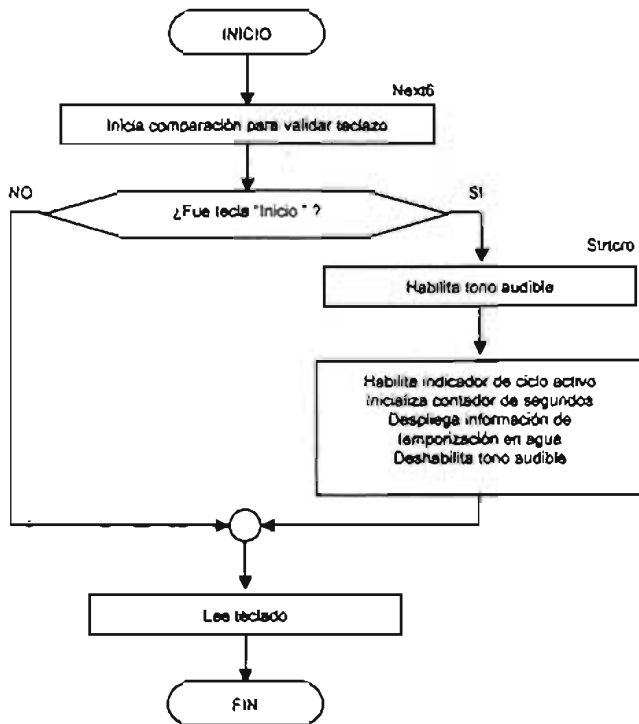 INICIO
Next6
Inicia comparación para validar teclazo
NO
SI
¿Fue tecla "Inicio" ?
Strtcro
Habilita tono audible
Habilita indicador de ciclo activo
Inicializa contador de segundos
Despliega información de
temporización en agua
Deshabilita tono audible
Lee teclado
FIN